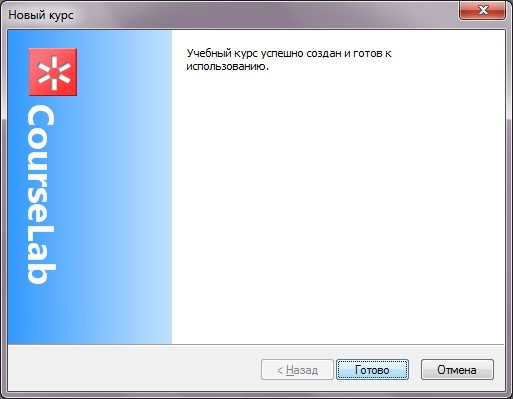 Новый курс
CourseLab
Учебный курс успешно создан и готов к
использованию.
< Назад
Готово
Отмена